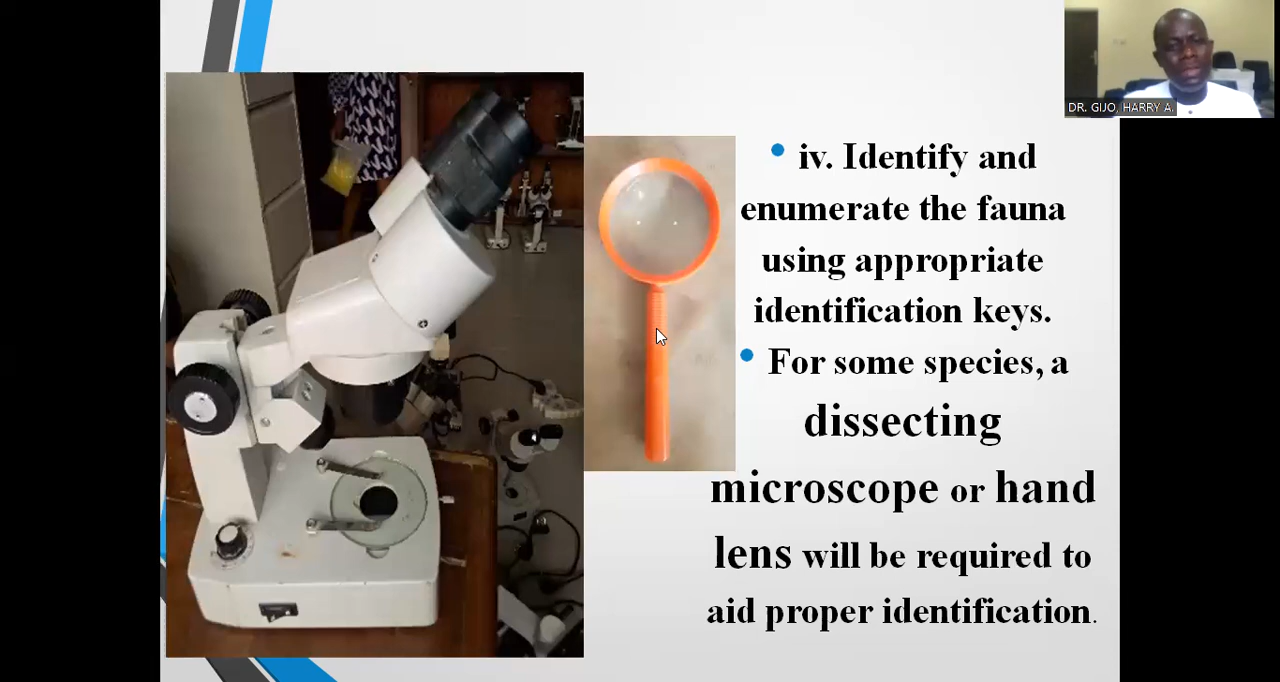 DR. GIJO, HARRY A.
• iv. Identify and
enumerate the fauna
using appropriate
identification keys.
• For some species, a
dissecting
microscope or hand
lens will be required to
aid proper identification.